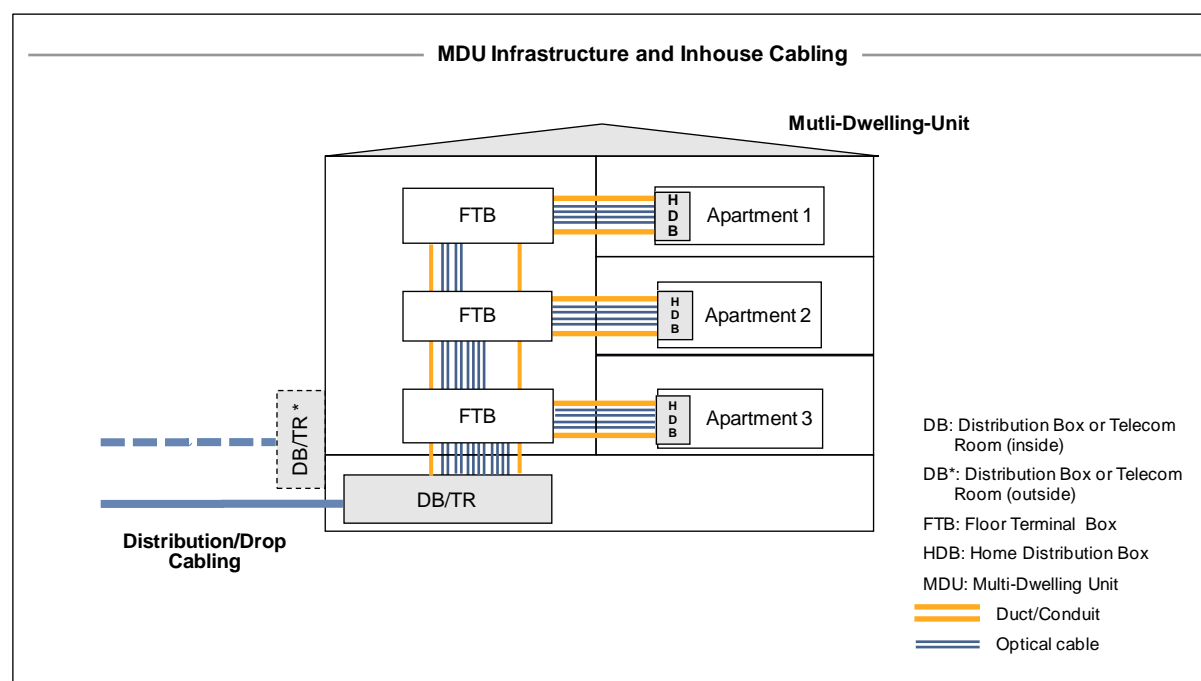 MDU Infrastructure and Inhouse Cabling
Mutli-Dwelling-Unit
FTB
H
D
B
Apartment 1
FTB
H
D
B
Apartment 2
FTB
H
D
B
Apartment 3
DB/TR *
DB/TR
Distribution/Drop
Cabling
DB: Distribution Box or Telecom
Room (inside)
DB*: Distribution Box or Telecom
Room (outside)
FTB: Floor Terminal Box
HDB: Home Distribution Box
MDU: Multi-Dwelling Unit
Duct/Conduit
Optical cable